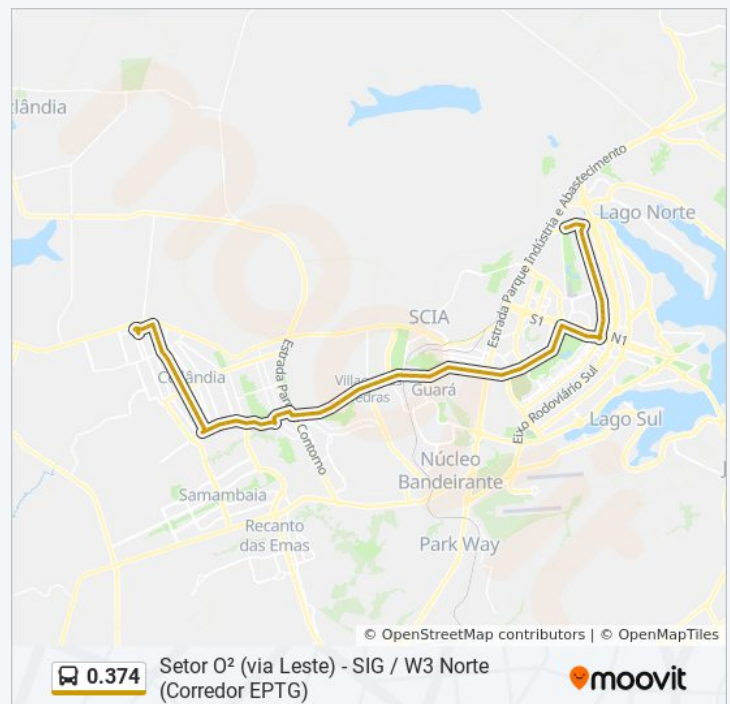 lândia
Estrada Parque Indústria e Abastecimento
Lago Norte
SCIA
S1
N1
Estrada Par
Contorno
Guará
Eixo Rodoviário Sul
Lago Sul
Núcleo
Bandeirante
Samambaia
Recanto
das Emas
Park Way
© OpenStreetMap contributors | © OpenMapTiles
0.374
Setor O² (via Leste) - SIG / W3 Norte
(Corredor EPTG)
moovit